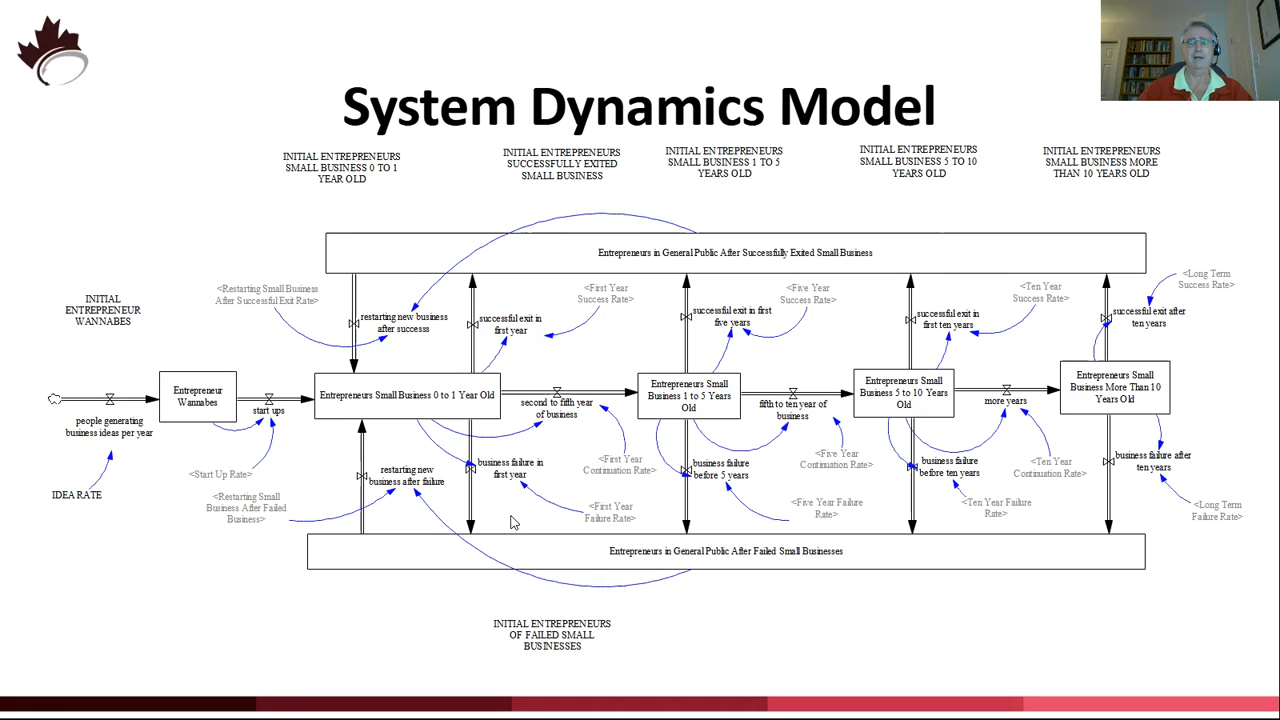 System Dynamics Model
INITIAL ENTREPRENEURS
SMALL BUSINESS 0 TO 1
YEAR OLD
INITIAL ENTREPRENEURS
SUCCESSFULLY EXITED
SMALL BUSINESS
INITIAL ENTREPRENEURS
SMALL BUSINESS 1 TO 5
YEARS OLD
INITIAL ENTREPRENEURS
SMALL BUSINESS 5 TO 10
YEARS OLD
INITIAL ENTREPRENEURS
SMALL BUSINESS MORE
THAN 10 YEARS OLD
Entrepreneurs in General Public After Successfully Exited Small Business
INITIAL
ENTREPRENEUR
WANNABES
<Restarting Small Business
After Successful Exit Rate>
restarting new business
after successs
successful exit in
first year
<First Year
Success Rate>
successful exit in first
five years
<Five Year
Success Rate>
successful exit in
first ten years
<Ten Year
Success Rate>
successful exit after
ten years
<Long Term
Success Rate>
people generating
business ideas per year
Entrepreneur
Wannabes
start ups
Entrepreneurs Small Business 0 to 1 Year Old
second to fifth year
of business
Entrepreneurs Small
Business 1 to 5 Years
Old
fifth to ten year of
business
Entrepreneurs Small
Business 5 to 10 Years
Old
more years
Entrepreneurs Small
Business More Than 10
Years Old
IDEA RATE
<Start Up Rate>
<Restarting Small
Business After Failed
Business>
restarting new
business after failure
business failure in
first year
<First Year
Continuation Rate>
<First Year
Failure Rate>
business failure
before 5 years
<Five Year
Continuation Rate>
<Five Year Failure
Rate>
business failure
before ten years
<Ten Year
Continuation Rate>
<Ten Year Failure
Rate>
business failure after
ten years
<Long Term
Failure Rate>
Entrepreneurs in General Public After Failed Small Businesses
INITIAL ENTREPRENEURS
OF FAILED SMALL
BUSINESSES